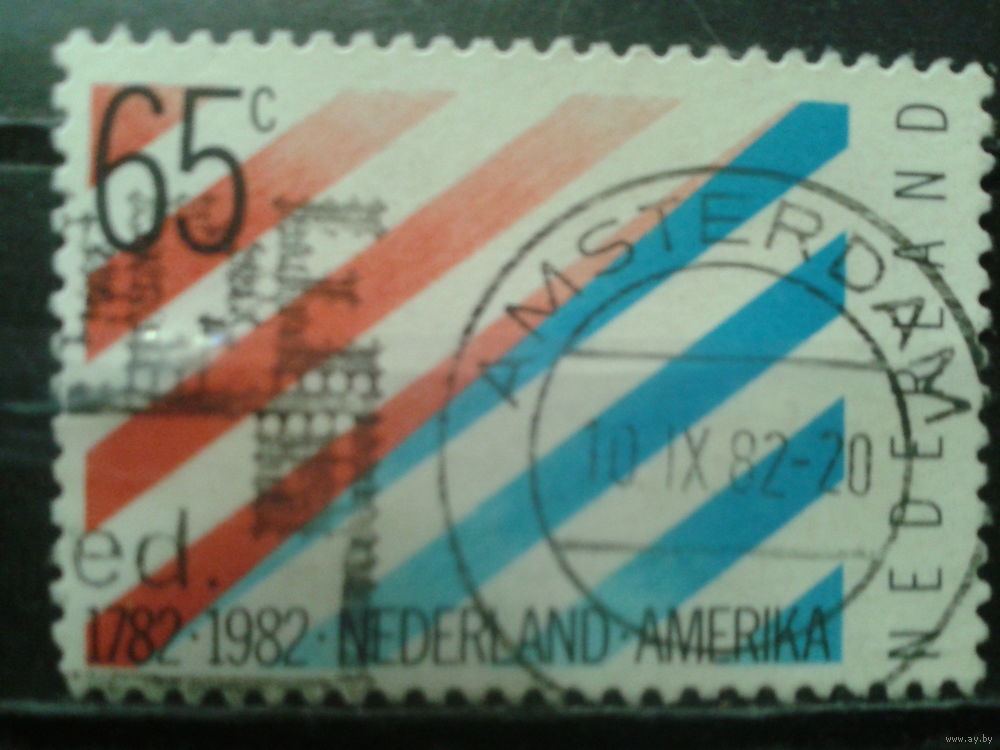 65c
AMSTERDAM
10 IX 82-20
NEDERLAND
ed.
1782·1982·NEDERLAND·AMERIKA
www.ay.by